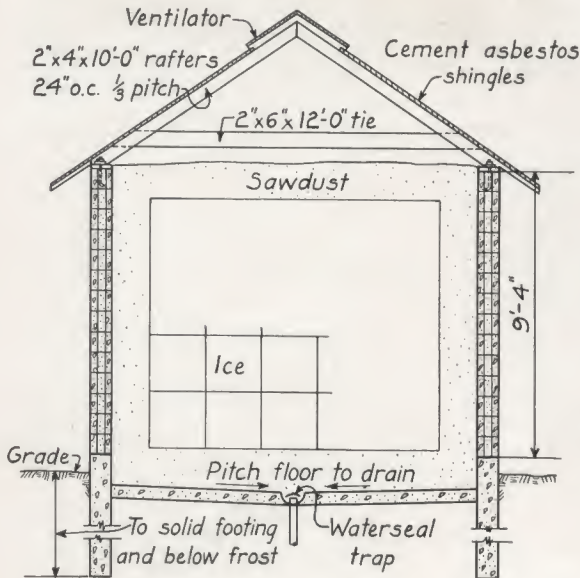 Ventilator
2"x4"x10'-0" rafters
24" o.c. ⅓ pitch
Cement asbestos
shingles
2"x6"x12'-0" tie
Sawdust
9'-4"
Ice
Grade
Pitch floor to drain
To solid footing
and below frost
Waterseal
trap